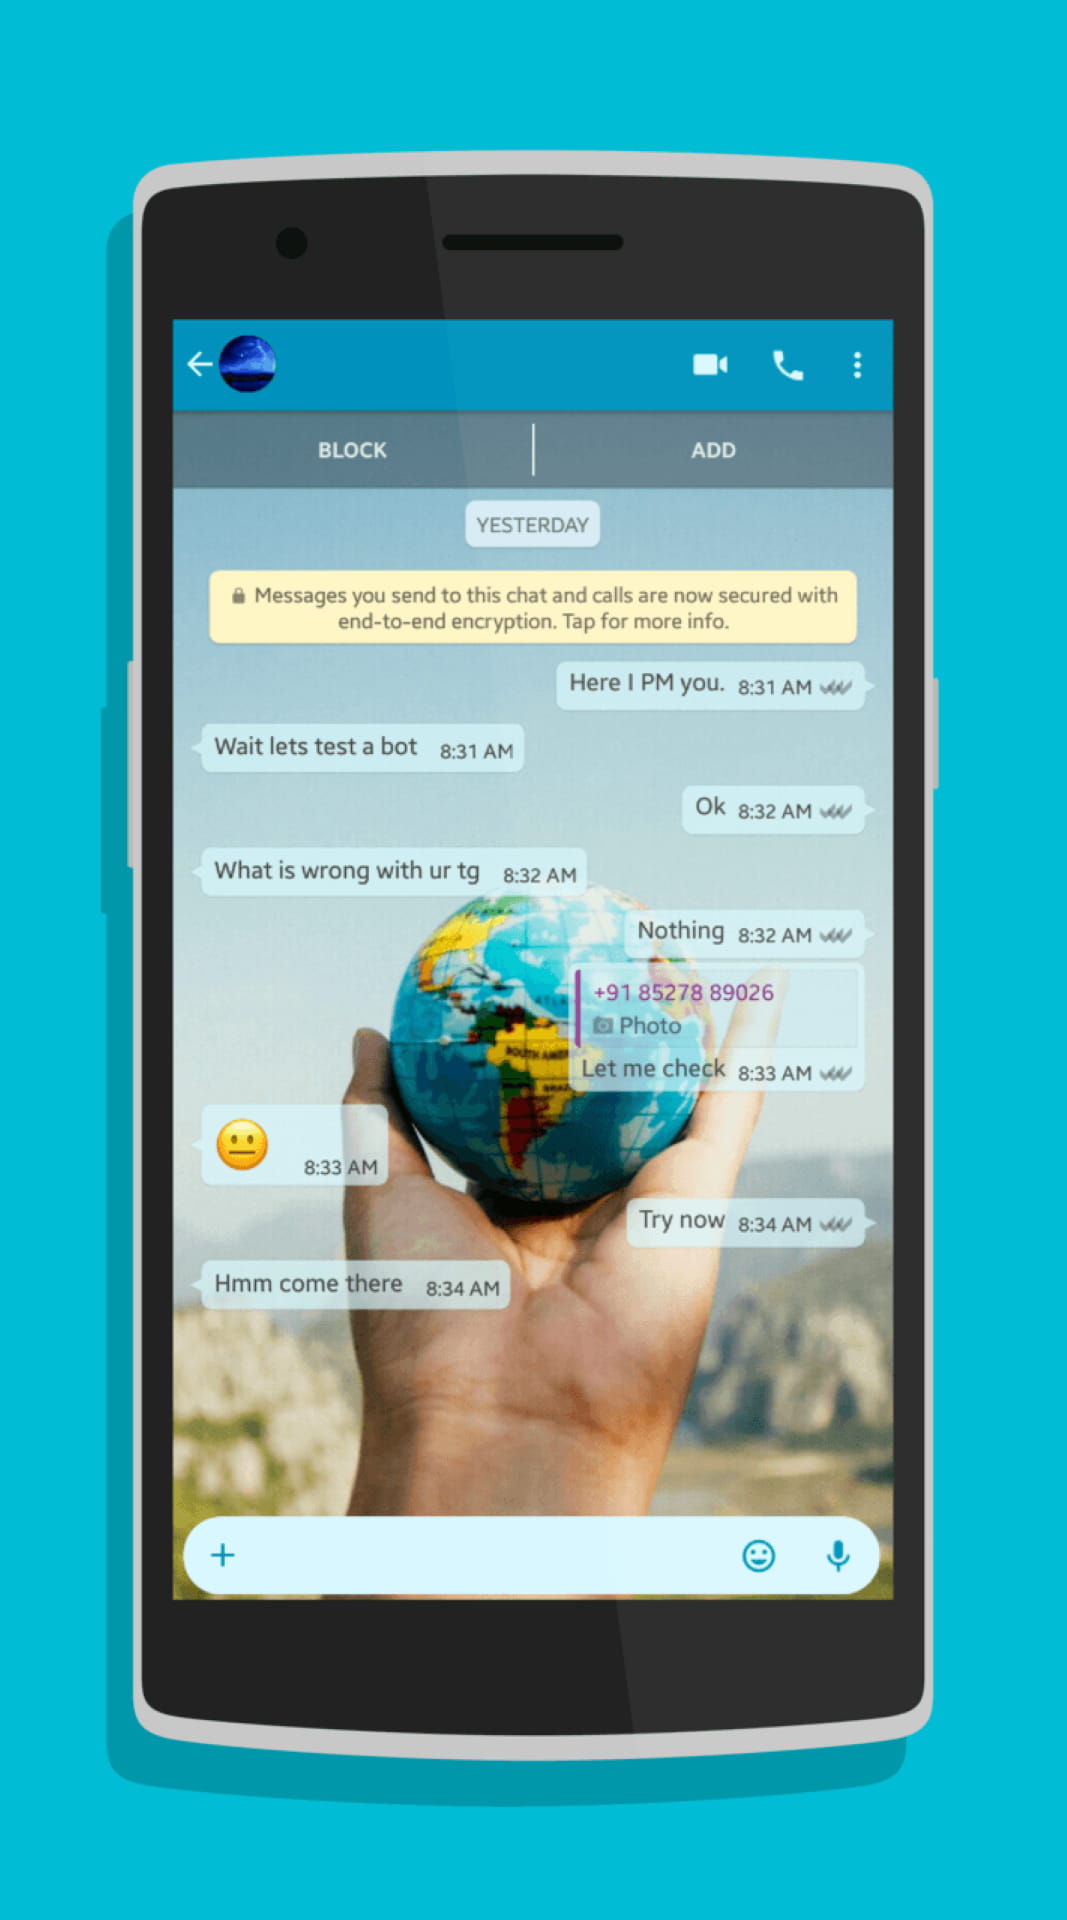 BLOCK
ADD
YESTERDAY
Messages you send to this chat and calls are now secured with
end-to-end encryption. Tap for more info.
Here I PM you. 8:31 AM
Wait lets test a bot 8:31 AM
Ok 8:32 AM
What is wrong with ur tg 8:32 AM
Nothing 8:32 AM
+91 85278 89026
Photo
Let me check 8:33 AM
8:33 AM
Try now 8:34 AM
Hmm come there 8:34 AM
SOUTH AMERICA